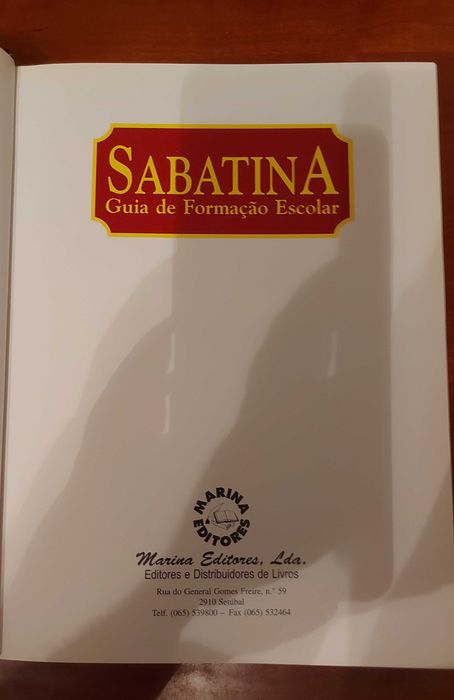 SABATINA
Guia de Formação Escolar
MARINA
EDITORES
Marina Editores, Lda.
Editores e Distribuidores de Livros
Rua do General Gomes Freire, n.º 59
2910 Setúbal
Telf. (065) 539800 – Fax (065) 532464